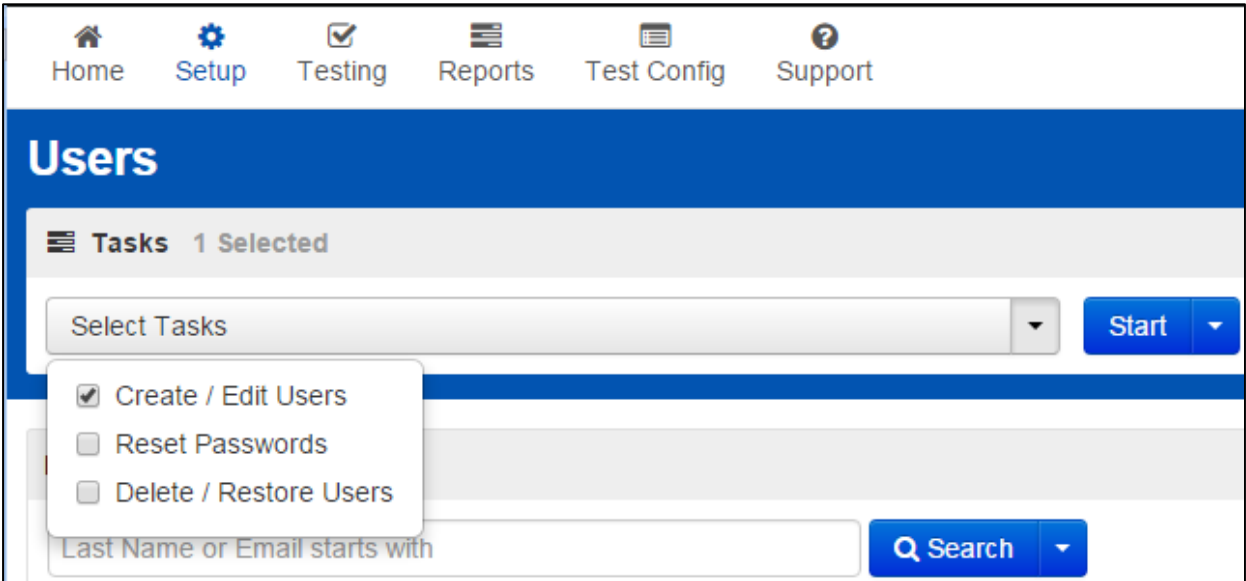 Home Setup Testing Reports Test Config Support
Users
Tasks 1 Selected
Select Tasks Start
Create / Edit Users
Reset Passwords
Delete / Restore Users
Last Name or Email starts with Search